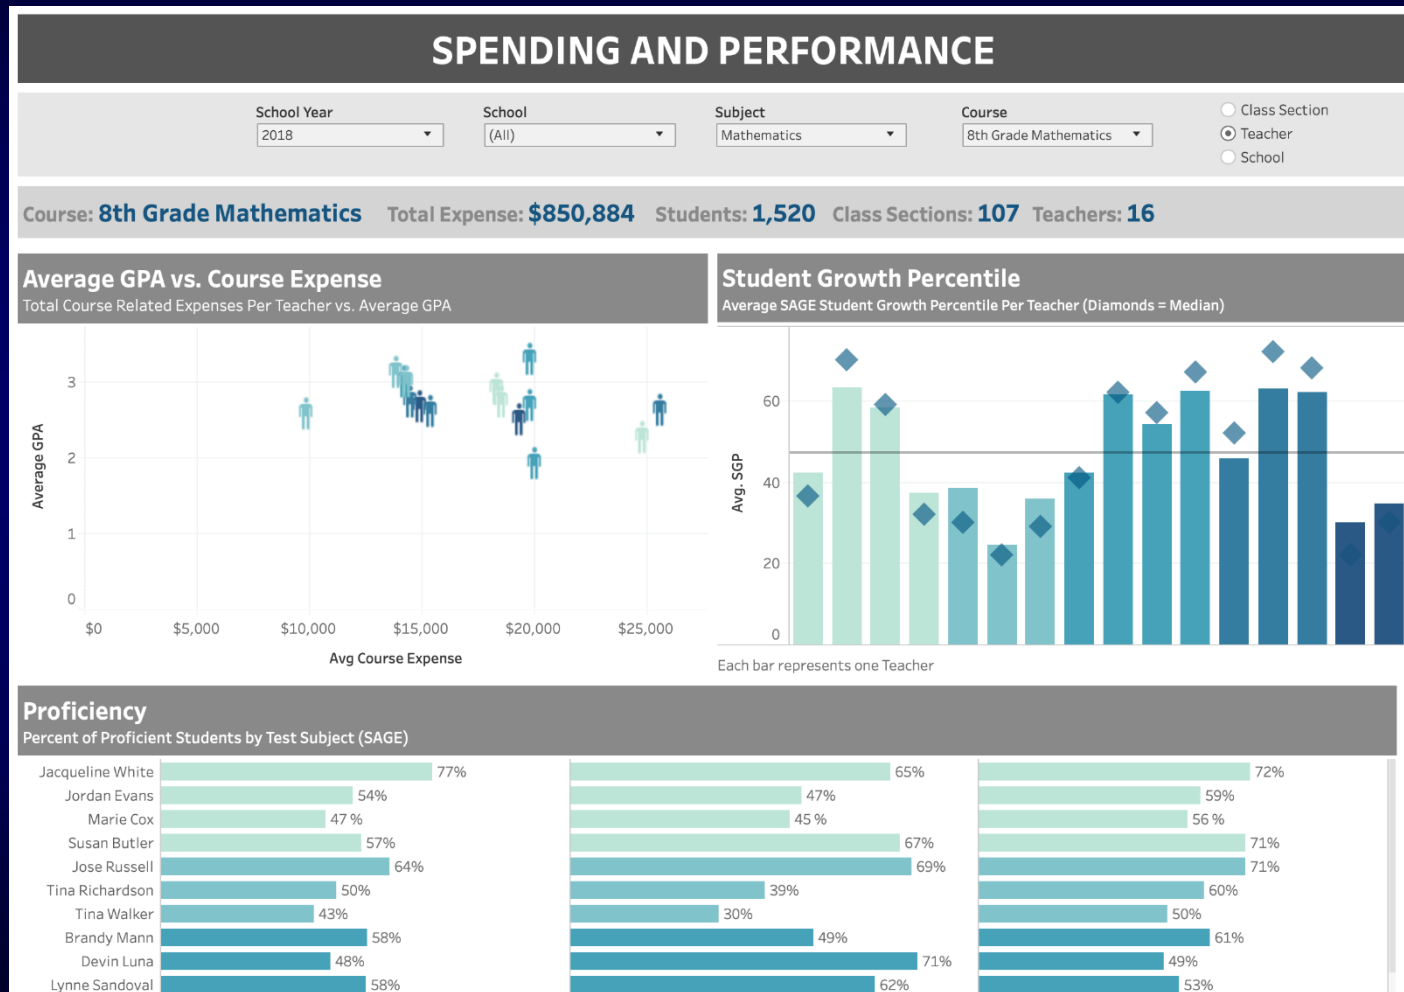 SPENDING AND PERFORMANCE
School Year
School
Subject
Course
2018
(All)
Mathematics
8th Grade Mathematics
Class Section
Teacher
School
Course: 8th Grade Mathematics Total Expense: $850,884 Students: 1,520 Class Sections: 107 Teachers: 16
Average GPA vs. Course Expense
Total Course Related Expenses Per Teacher vs. Average GPA
Average GPA
3
2
1
0
$0 $5,000 $10,000 $15,000 $20,000 $25,000
Avg Course Expense
Student Growth Percentile
Average SAGE Student Growth Percentile Per Teacher (Diamonds = Median)
Avg. SGP
60
40
20
0
Each bar represents one Teacher
Proficiency
Percent of Proficient Students by Test Subject (SAGE)
Jacqueline White 77% 65% 72%
Jordan Evans 54% 47% 59%
Marie Cox 47 % 45 % 56 %
Susan Butler 57% 67% 71%
Jose Russell 64% 69% 71%
Tina Richardson 50% 39% 60%
Tina Walker 43% 30% 50%
Brandy Mann 58% 49% 61%
Devin Luna 48% 71% 49%
Lynne Sandoval 58% 62% 53%